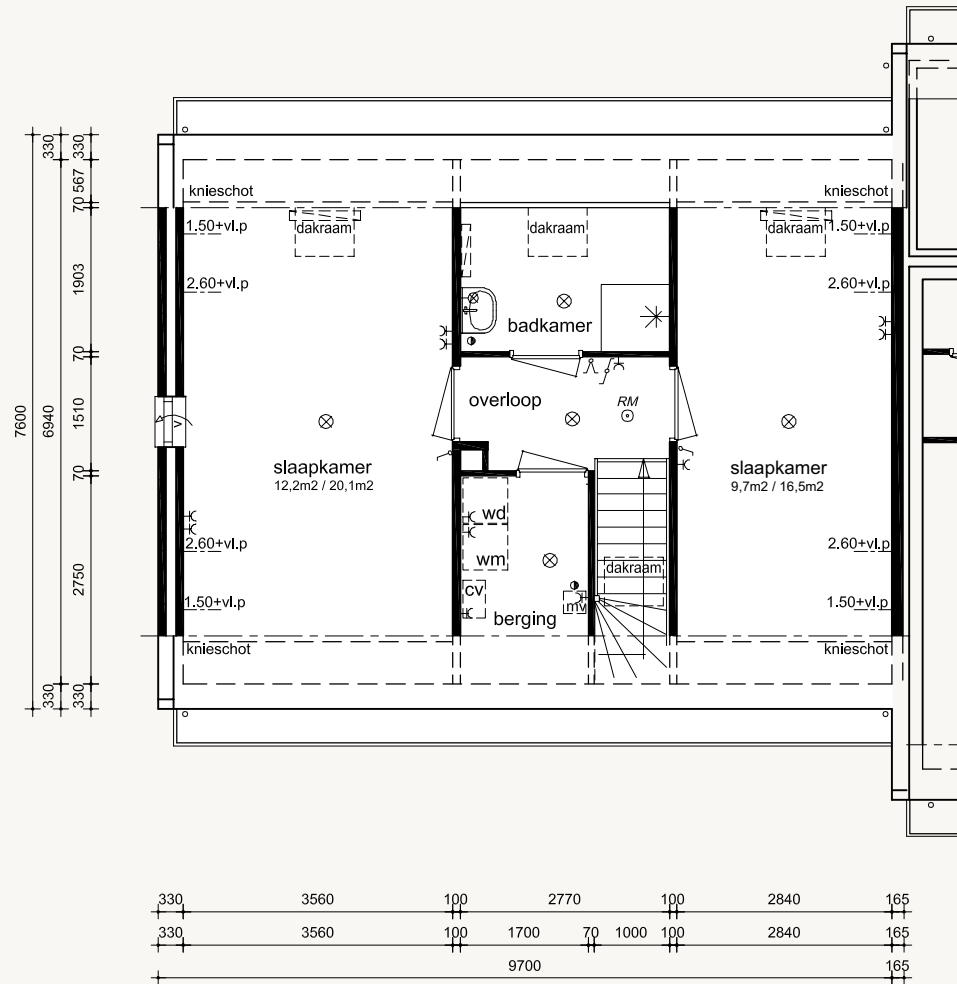 knieschot
knieschot
dakraam
dakraam
dakraam
1.50+vl.p
1.50+vl.p
2.60+vl.p
2.60+vl.p
badkamer
overloop
RM
v
slaapkamer
12,2m2 / 20,1m2
slaapkamer
9,7m2 / 16,5m2
wd
wm
2.60+vl.p
2.60+vl.p
dakraam
cv
mv
1.50+vl.p
1.50+vl.p
berging
knieschot
knieschot
7600
330
6940
330
330
567
70
1903
70
1510
70
2750
330
330 3560 100 2770 100 2840 165
330 3560 100 1700 70 1000 100 2840 165
9700 165